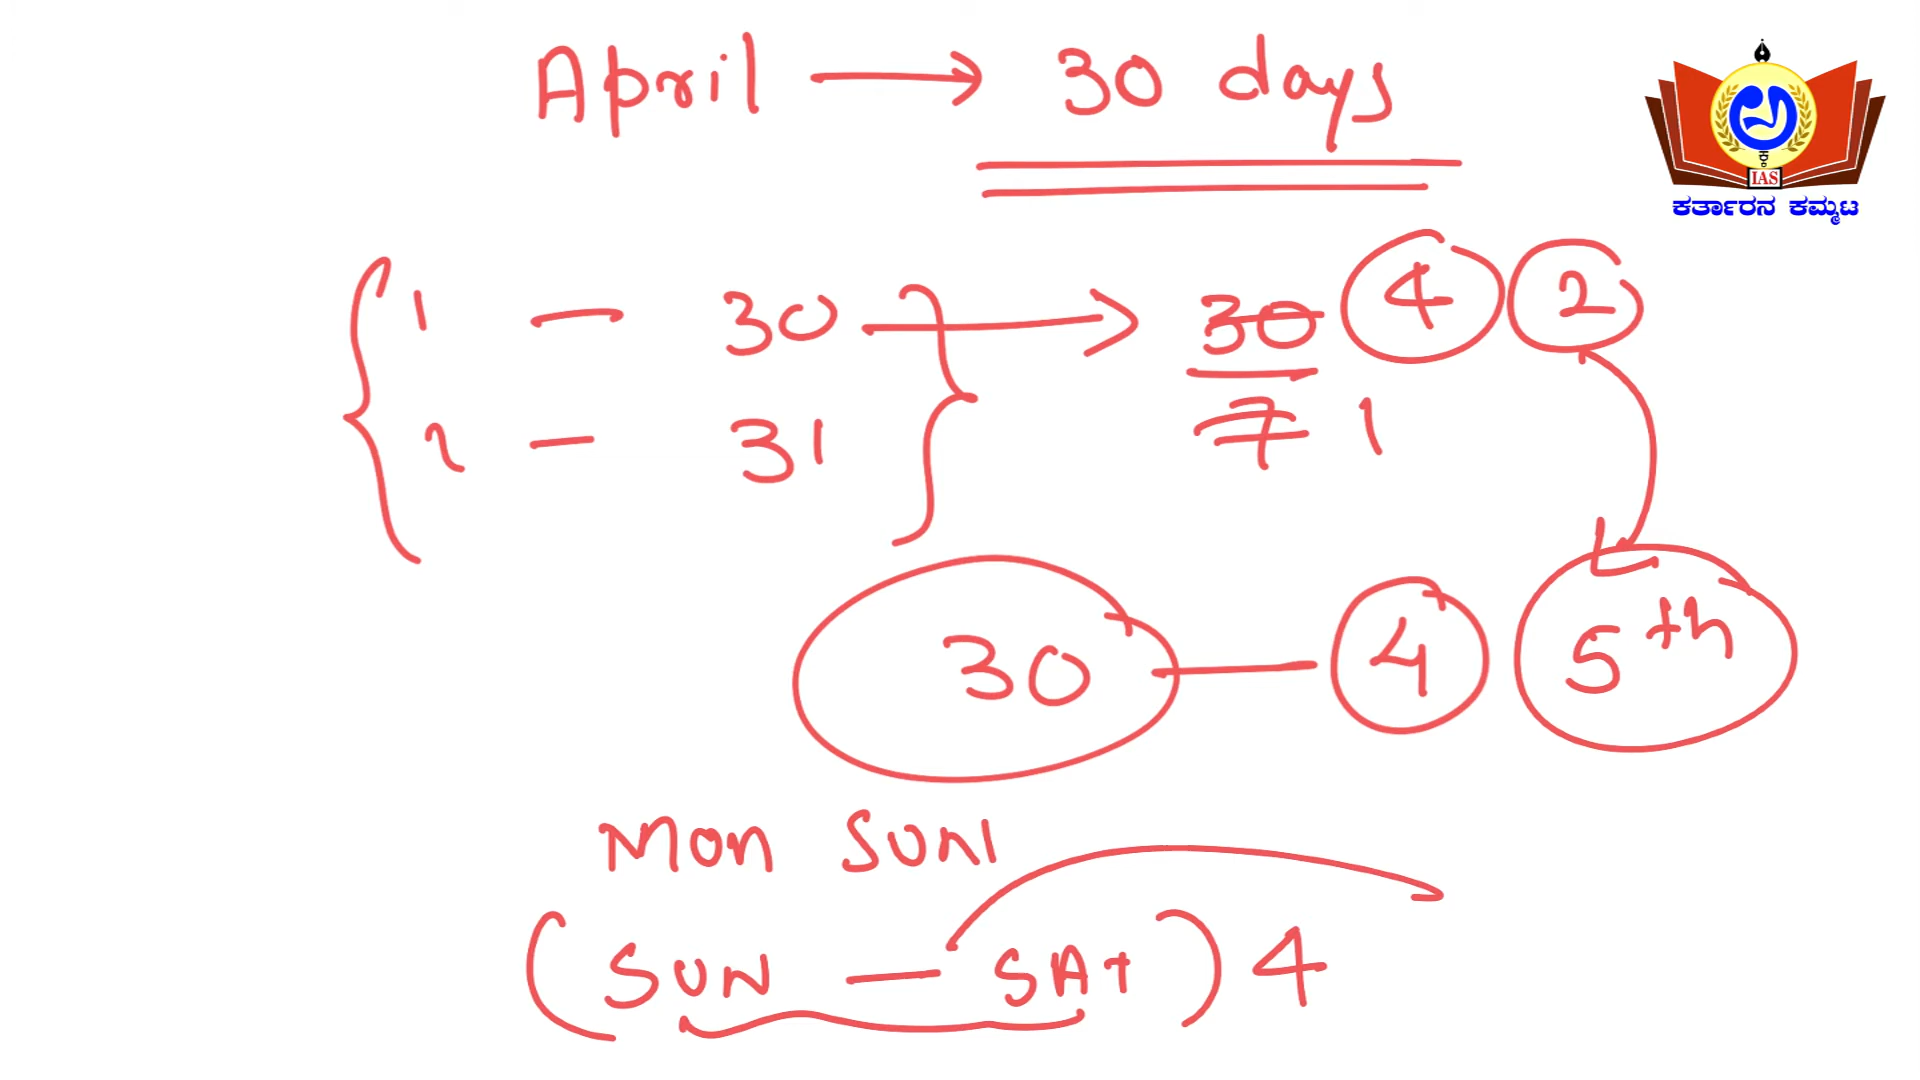 April → 30 days
IAS
ಕರ್ತಾರನ ಕಮ್ಮಟ
1 - 30 → 30 4 2
2 - 31 7 1
30 - 4 5th
Mon SUN
(SUN - SAT) 4